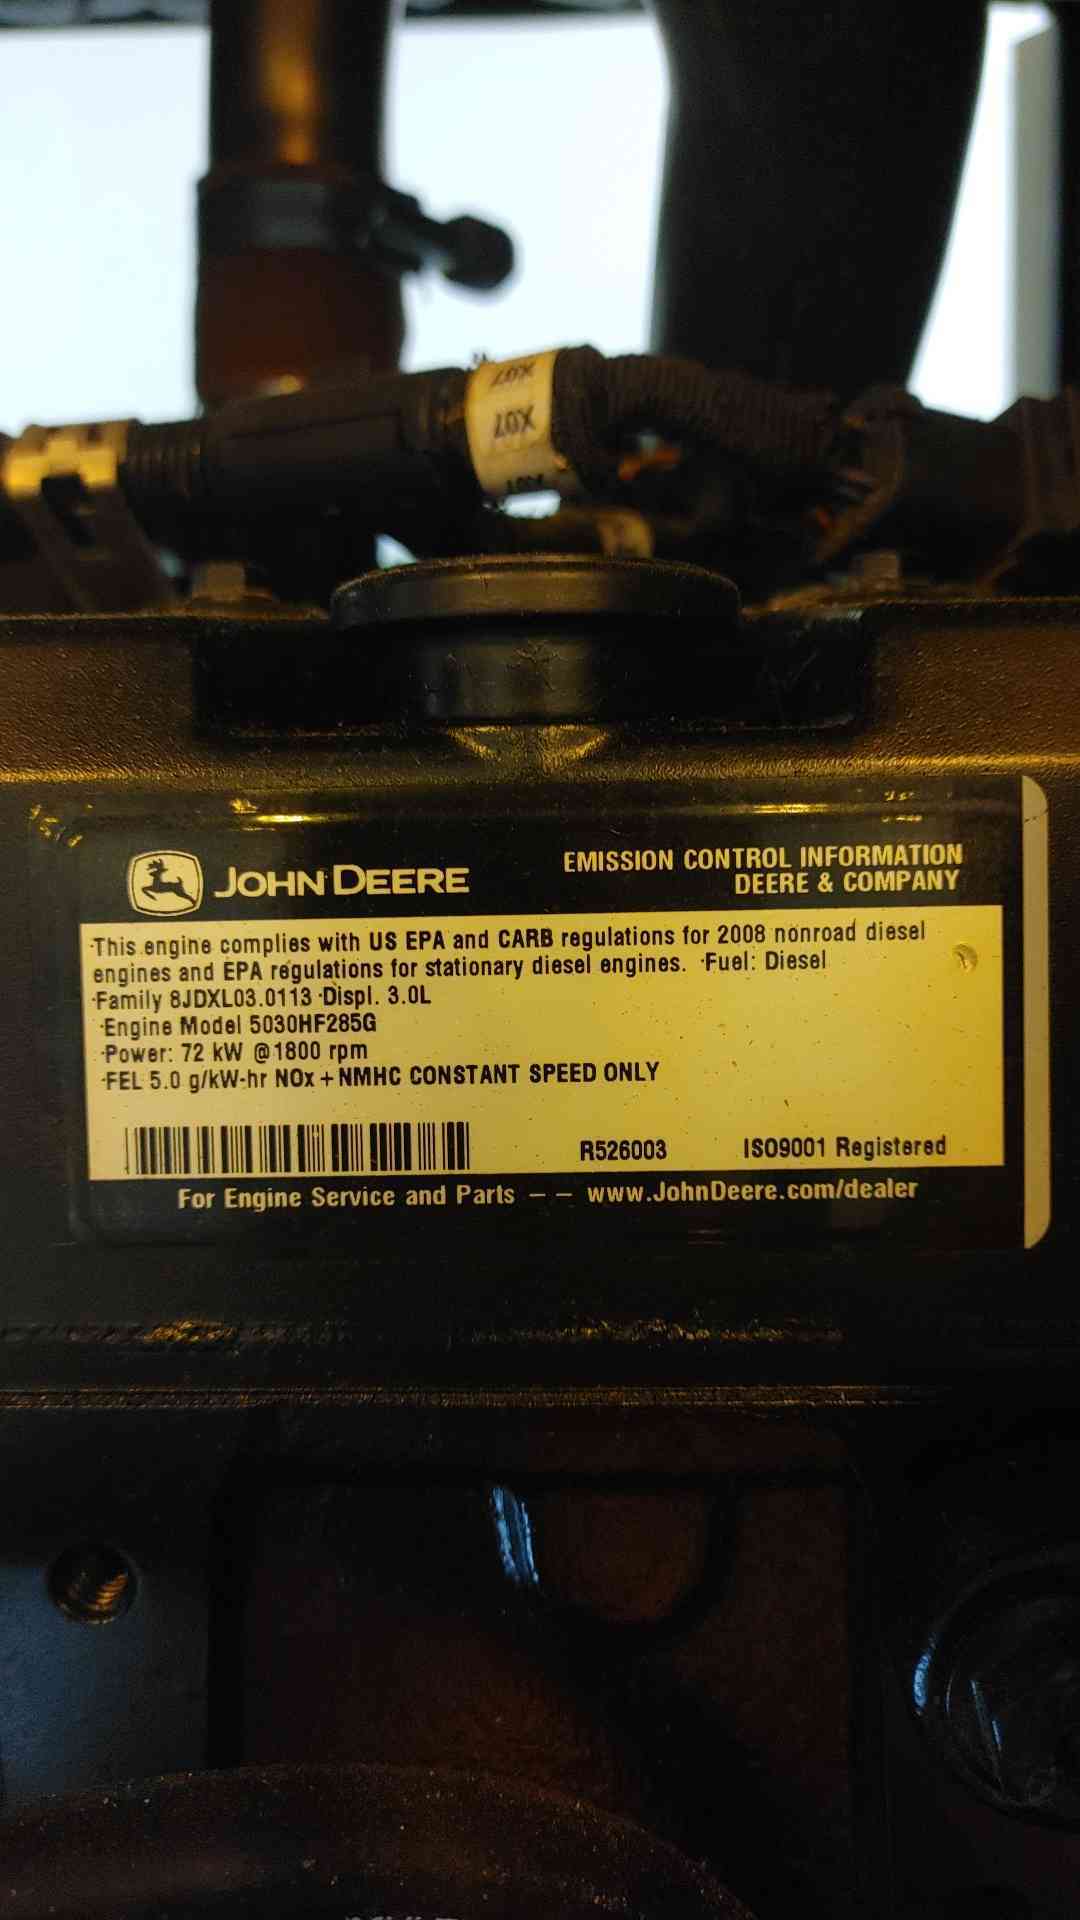 X07
X07
JOHN DEERE
EMISSION CONTROL INFORMATION
DEERE & COMPANY
·This engine complies with US EPA and CARB regulations for 2008 nonroad diesel
engines and EPA regulations for stationary diesel engines. ·Fuel: Diesel
·Family 8JDXL03.0113 ·Displ. 3.0L
·Engine Model 5030HF285G
·Power: 72 kW @1800 rpm
·FEL 5.0 g/kW-hr NOx + NMHC CONSTANT SPEED ONLY
R526003 ISO9001 Registered
For Engine Service and Parts – – www.JohnDeere.com/dealer